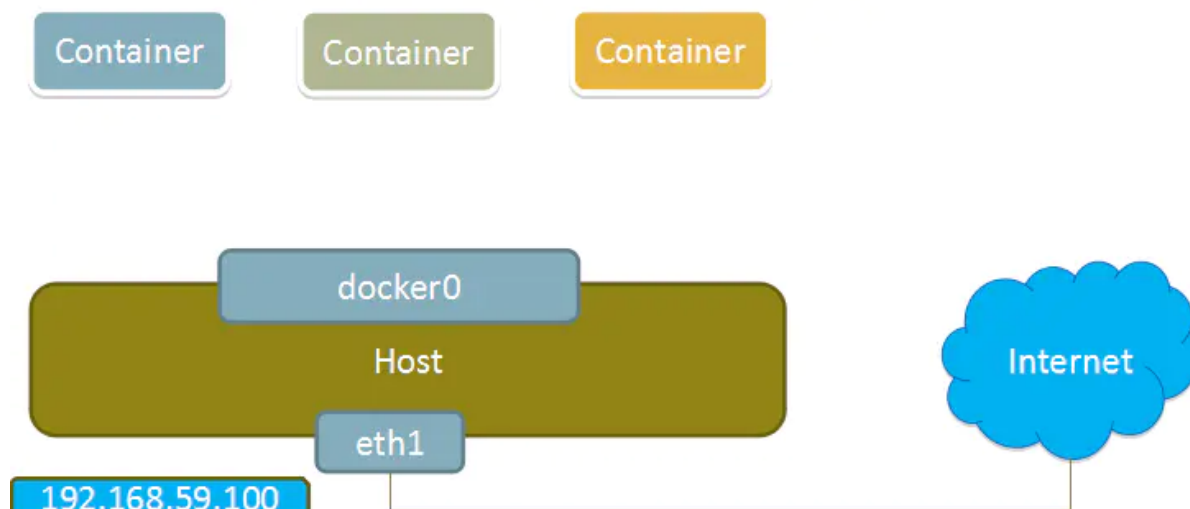 Container
Container
Container
docker0
Host
Internet
eth1
192.168.59.100